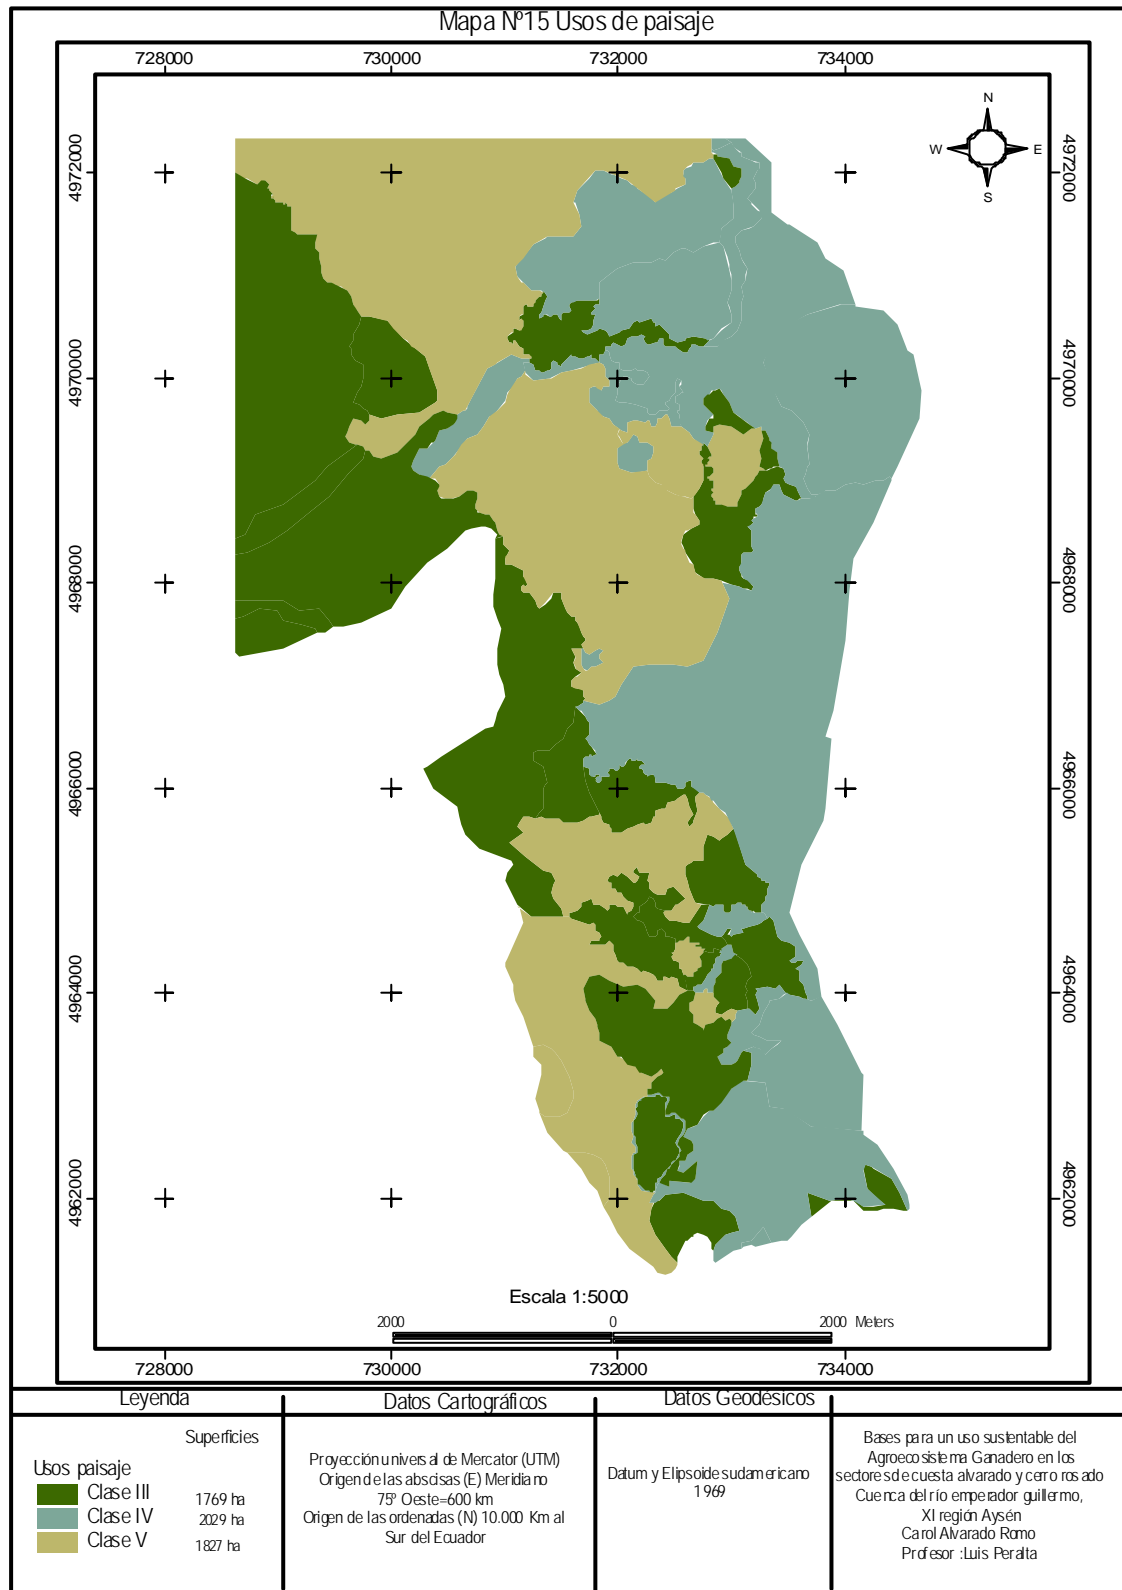 Mapa Nº15 Usos de paisaje
728000 730000 732000 734000
N
W E
S
4972000 4972000
4970000 4970000
4968000 4968000
4966000 4966000
4964000 4964000
4962000 4962000
Escala 1:5000
2000 0 2000 Meters
728000 730000 732000 734000
Leyenda
Superficies
Usos paisaje
Clase III 1769 ha
Clase IV 2029 ha
Clase V 1827 ha
Datos Cartográficos
Proyección universal de Mercator (UTM)
Origen de las abscisas (E) Meridiano
75º Oeste=600 km
Origen de las ordenadas (N) 10.000 Km al
Sur del Ecuador
Datos Geodésicos
Datum y Elipsoide sudamericano
1969
Bases para un uso sustentable del
Agroecosistema Ganadero en los
sectores de cuesta alvarado y cerro rosado
Cuenca del río emperador guillermo,
XI región Aysén
Carol Alvarado Romo
Profesor :Luis Peralta